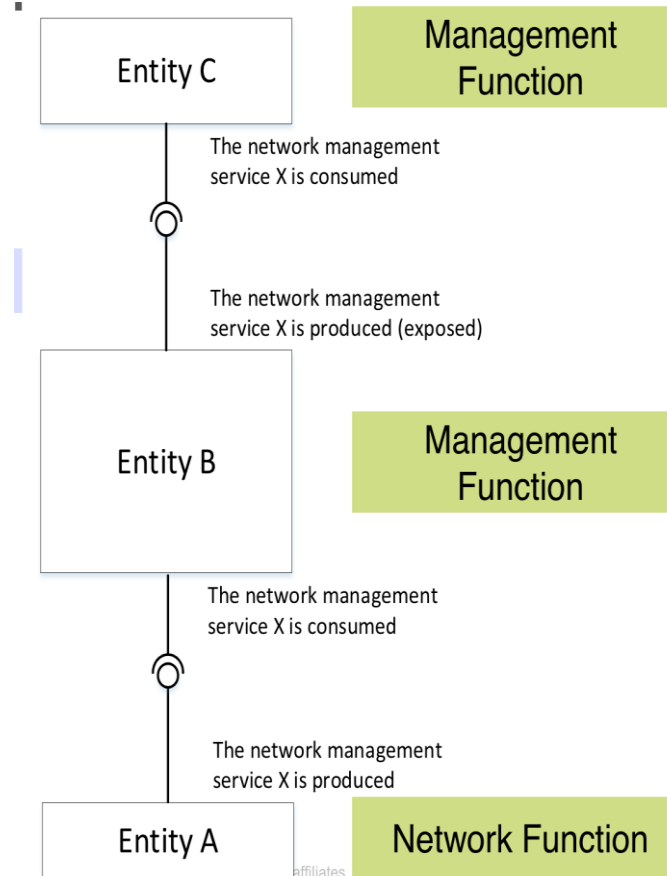 Entity C
Management
Function
The network management
service X is consumed
The network management
service X is produced (exposed)
Entity B
Management
Function
The network management
service X is consumed
The network management
service X is produced
Entity A
Network Function
affiliates